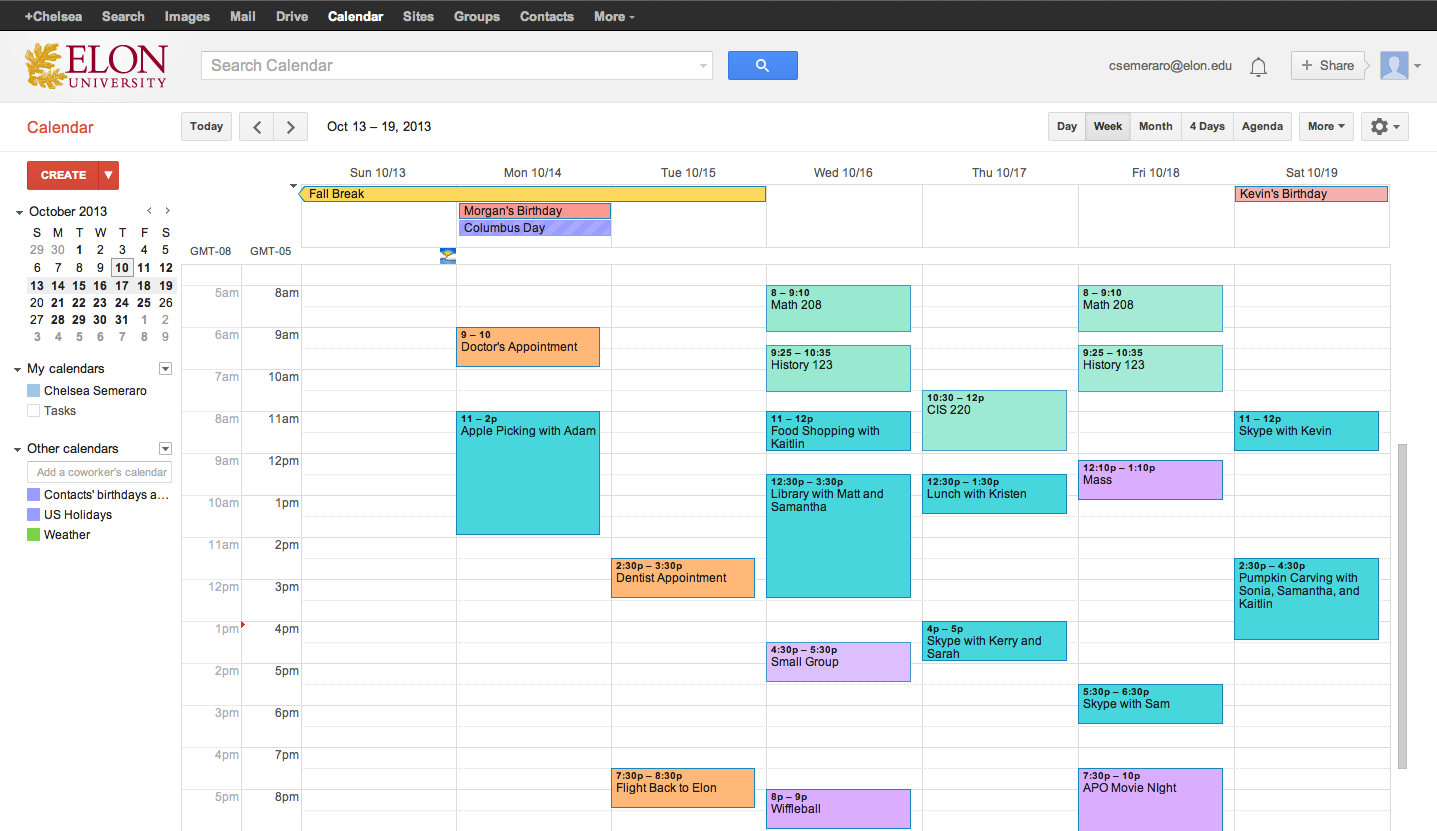 +Chelsea Search Images Mail Drive Calendar Sites Groups Contacts More
ELON
UNIVERSITY
Search Calendar
csemeraro@elon.edu
+ Share
Calendar
Today
Oct 13 – 19, 2013
Day Week Month 4 Days Agenda More
CREATE
October 2013
S M T W T F S
29 30 1 2 3 4 5
6 7 8 9 10 11 12
13 14 15 16 17 18 19
20 21 22 23 24 25 26
27 28 29 30 31 1 2
3 4 5 6 7 8 9
My calendars
Chelsea Semeraro
Tasks
Other calendars
Add a coworker's calendar
Contacts' birthdays a…
US Holidays
Weather
Sun 10/13 Mon 10/14 Tue 10/15 Wed 10/16 Thu 10/17 Fri 10/18 Sat 10/19
Fall Break
Kevin's Birthday
Morgan's Birthday
Columbus Day
GMT-08 GMT-05
5am 8am
6am 9am
7am 10am
8am 11am
9am 12pm
10am 1pm
11am 2pm
12pm 3pm
1pm 4pm
2pm 5pm
3pm 6pm
4pm 7pm
5pm 8pm
9 – 10
Doctor's Appointment
11 – 2p
Apple Picking with Adam
2:30p – 3:30p
Dentist Appointment
7:30p – 8:30p
Flight Back to Elon
8 – 9:10
Math 208
9:25 – 10:35
History 123
11 – 12p
Food Shopping with
Kaitlin
12:30p – 3:30p
Library with Matt and
Samantha
4:30p – 5:30p
Small Group
8p – 9p
Wiffleball
10:30 – 12p
CIS 220
12:30p – 1:30p
Lunch with Kristen
4p – 5p
Skype with Kerry and
Sarah
8 – 9:10
Math 208
9:25 – 10:35
History 123
12:10p – 1:10p
Mass
5:30p – 6:30p
Skype with Sam
7:30p – 10p
APO Movie NIght
11 – 12p
Skype with Kevin
2:30p – 4:30p
Pumpkin Carving with
Sonia, Samantha, and
Kaitlin